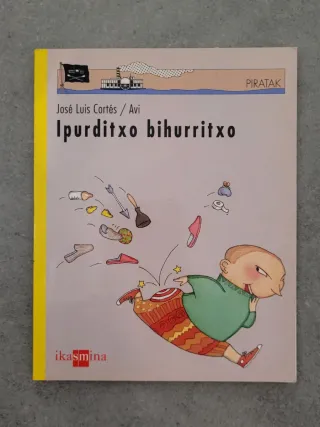 PIRATAK
José Luis Cortés / Avi
Ipurditxo bihurritxo
ikasmina